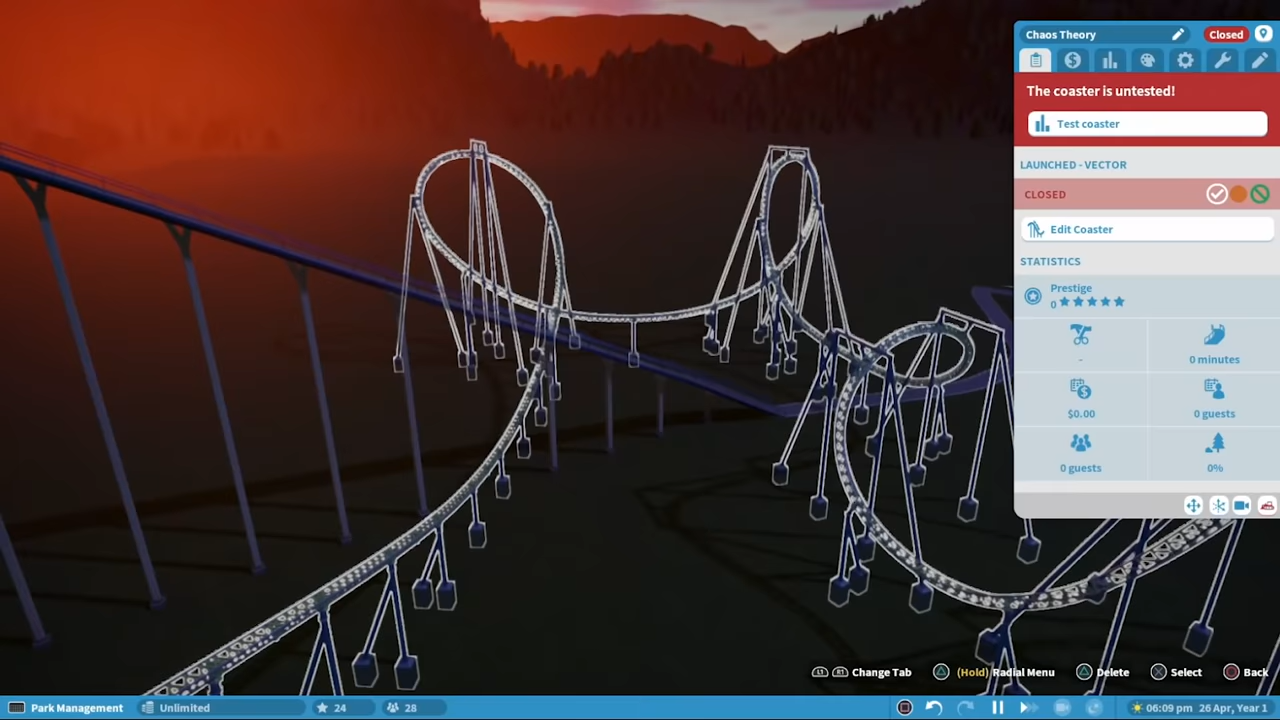 Chaos Theory
Closed
The coaster is untested!
Test coaster
LAUNCHED - VECTOR
CLOSED
Edit Coaster
STATISTICS
Prestige
0
-
0 minutes
$0.00
0 guests
0 guests
0%
L1 R1 Change Tab
(Hold) Radial Menu
Delete
Select
Back
Park Management
Unlimited
24
28
06:09 pm 26 Apr, Year 1